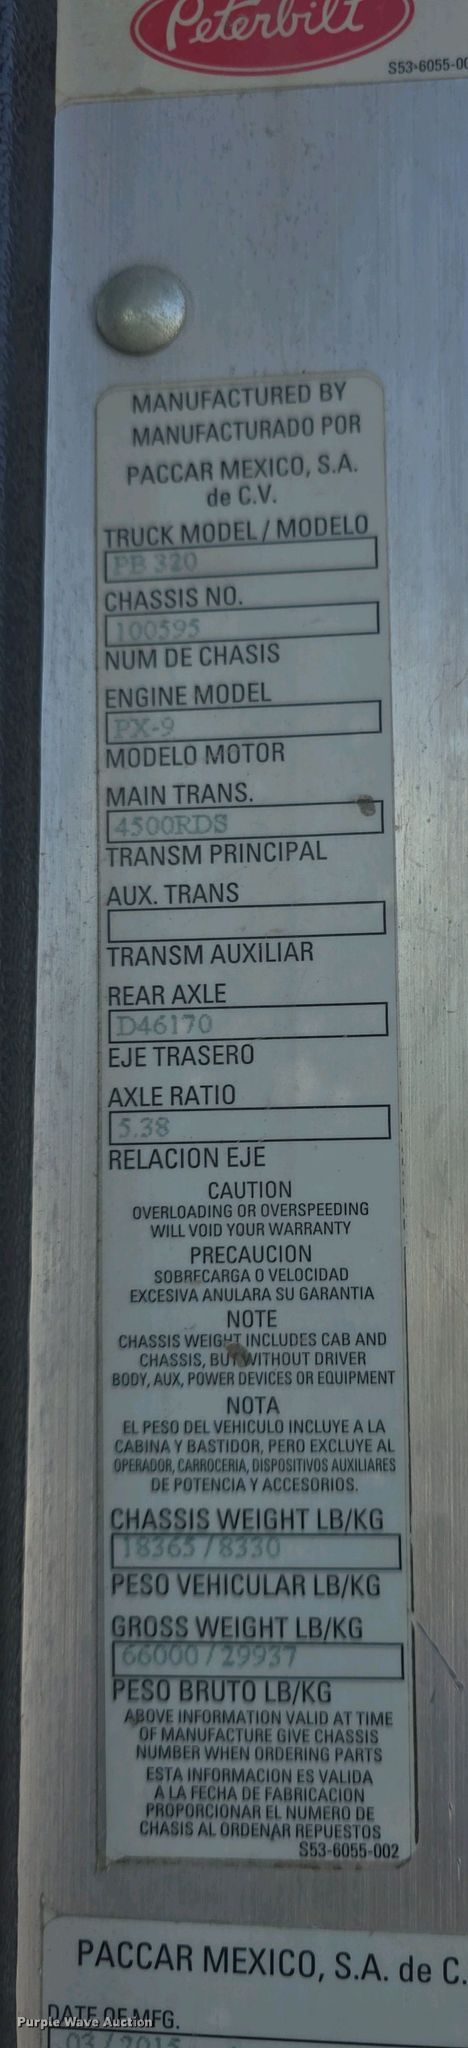 Peterbilt
S53-6055-00
MANUFACTURED BY
MANUFACTURADO POR
PACCAR MEXICO, S.A.
de C.V.
TRUCK MODEL / MODELO
PB 320
CHASSIS NO.
100595
NUM DE CHASIS
ENGINE MODEL
PX-9
MODELO MOTOR
MAIN TRANS.
4500RDS
TRANSM PRINCIPAL
AUX. TRANS
TRANSM AUXILIAR
REAR AXLE
D46170
EJE TRASERO
AXLE RATIO
5.38
RELACION EJE
CAUTION
OVERLOADING OR OVERSPEEDING
WILL VOID YOUR WARRANTY
PRECAUCION
SOBRECARGA O VELOCIDAD
EXCESIVA ANULARA SU GARANTIA
NOTE
CHASSIS WEIGHT INCLUDES CAB AND
CHASSIS, BUT WITHOUT DRIVER
BODY, AUX, POWER DEVICES OR EQUIPMENT
NOTA
EL PESO DEL VEHICULO INCLUYE A LA
CABINA Y BASTIDOR, PERO EXCLUYE AL
OPERADOR, CARROCERIA, DISPOSITIVOS AUXILIARES
DE POTENCIA Y ACCESORIOS.
CHASSIS WEIGHT LB/KG
18365 / 8330
PESO VEHICULAR LB/KG
GROSS WEIGHT LB/KG
66000 / 29937
PESO BRUTO LB/KG
ABOVE INFORMATION VALID AT TIME
OF MANUFACTURE GIVE CHASSIS
NUMBER WHEN ORDERING PARTS
ESTA INFORMACION ES VALIDA
A LA FECHA DE FABRICACION
PROPORCIONAR EL NUMERO DE
CHASIS AL ORDENAR REPUESTOS
S53-6055-002
PACCAR MEXICO, S.A. de C.
DATE OF MFG.
Purple Wave Auction
03 / 2015